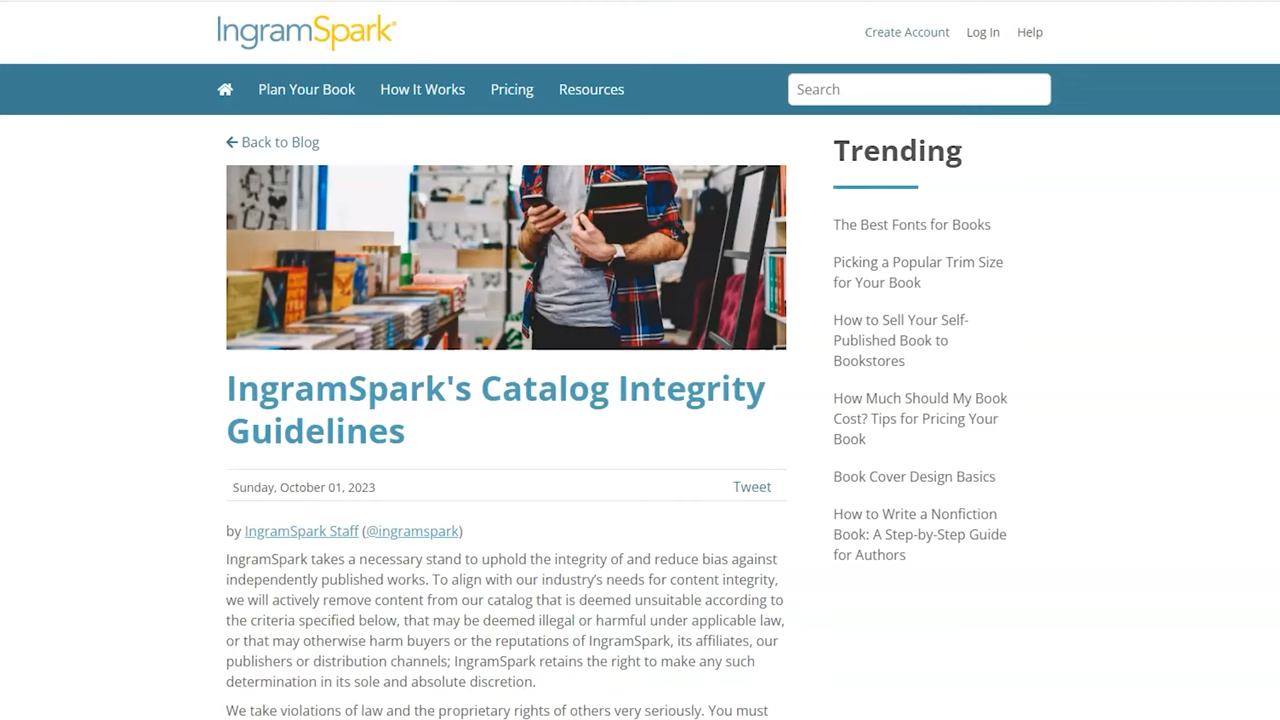 IngramSpark®
Create Account
Log In
Help
Plan Your Book
How It Works
Pricing
Resources
Search
Back to Blog
IngramSpark's Catalog Integrity
Guidelines
Sunday, October 01, 2023
Tweet
by IngramSpark Staff (@ingramspark)
IngramSpark takes a necessary stand to uphold the integrity of and reduce bias against
independently published works. To align with our industry’s needs for content integrity,
we will actively remove content from our catalog that is deemed unsuitable according to
the criteria specified below, that may be deemed illegal or harmful under applicable law,
or that may otherwise harm buyers or the reputations of IngramSpark, its affiliates, our
publishers or distribution channels; IngramSpark retains the right to make any such
determination in its sole and absolute discretion.
We take violations of law and the proprietary rights of others very seriously. You must
Trending
The Best Fonts for Books
Picking a Popular Trim Size
for Your Book
How to Sell Your Self-
Published Book to
Bookstores
How Much Should My Book
Cost? Tips for Pricing Your
Book
Book Cover Design Basics
How to Write a Nonfiction
Book: A Step-by-Step Guide
for Authors